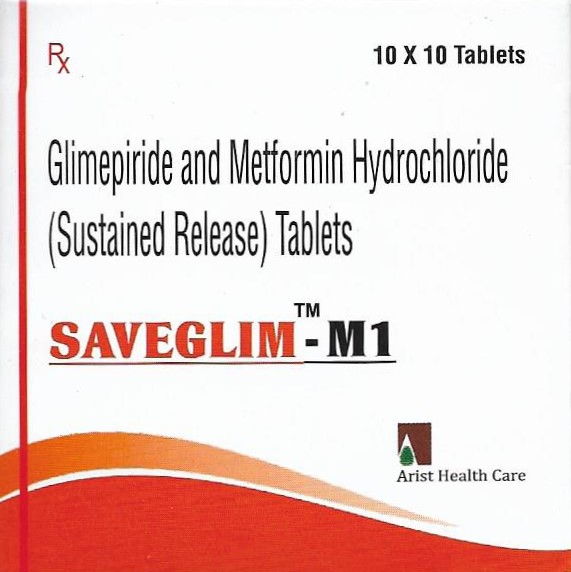 Rx 10 X 10 Tablets
Glimepiride and Metformin Hydrochloride
(Sustained Release) Tablets
SAVEGLIM™-M1
Arist Health Care